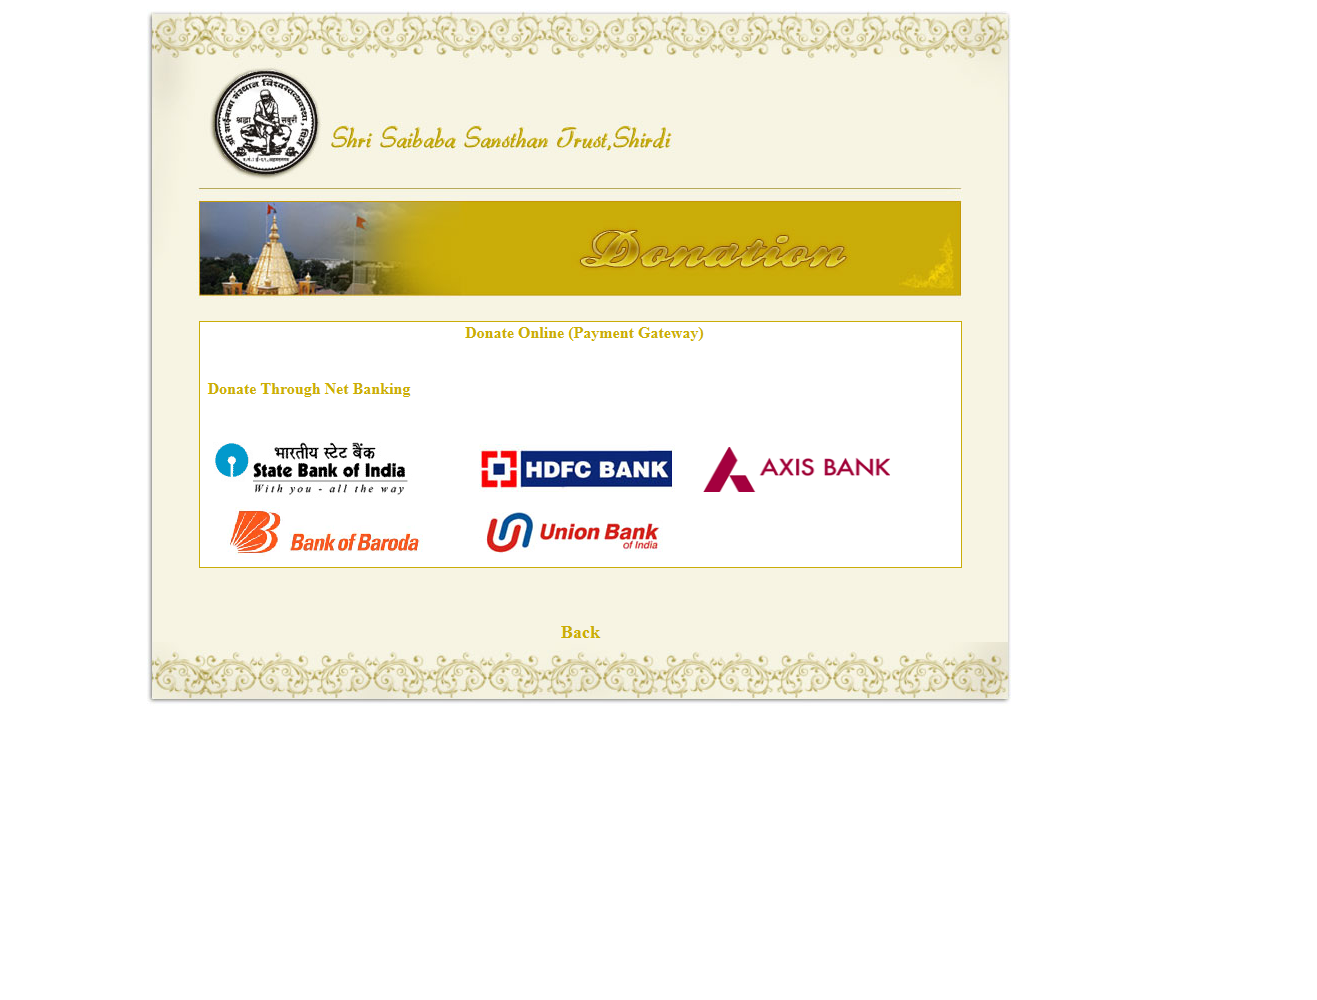 श्री साईबाबा संस्थान विश्वस्तव्यवस्था, शिर्डी
श्रद्धा सबुरी
Shri Saibaba Sansthan Trust,Shirdi
Donation
Donate Online (Payment Gateway)
Donate Through Net Banking
भारतीय स्टेट बैंक
State Bank of India
With you - all the way
HDFC BANK
AXIS BANK
Bank of Baroda
Union Bank
of India
Back